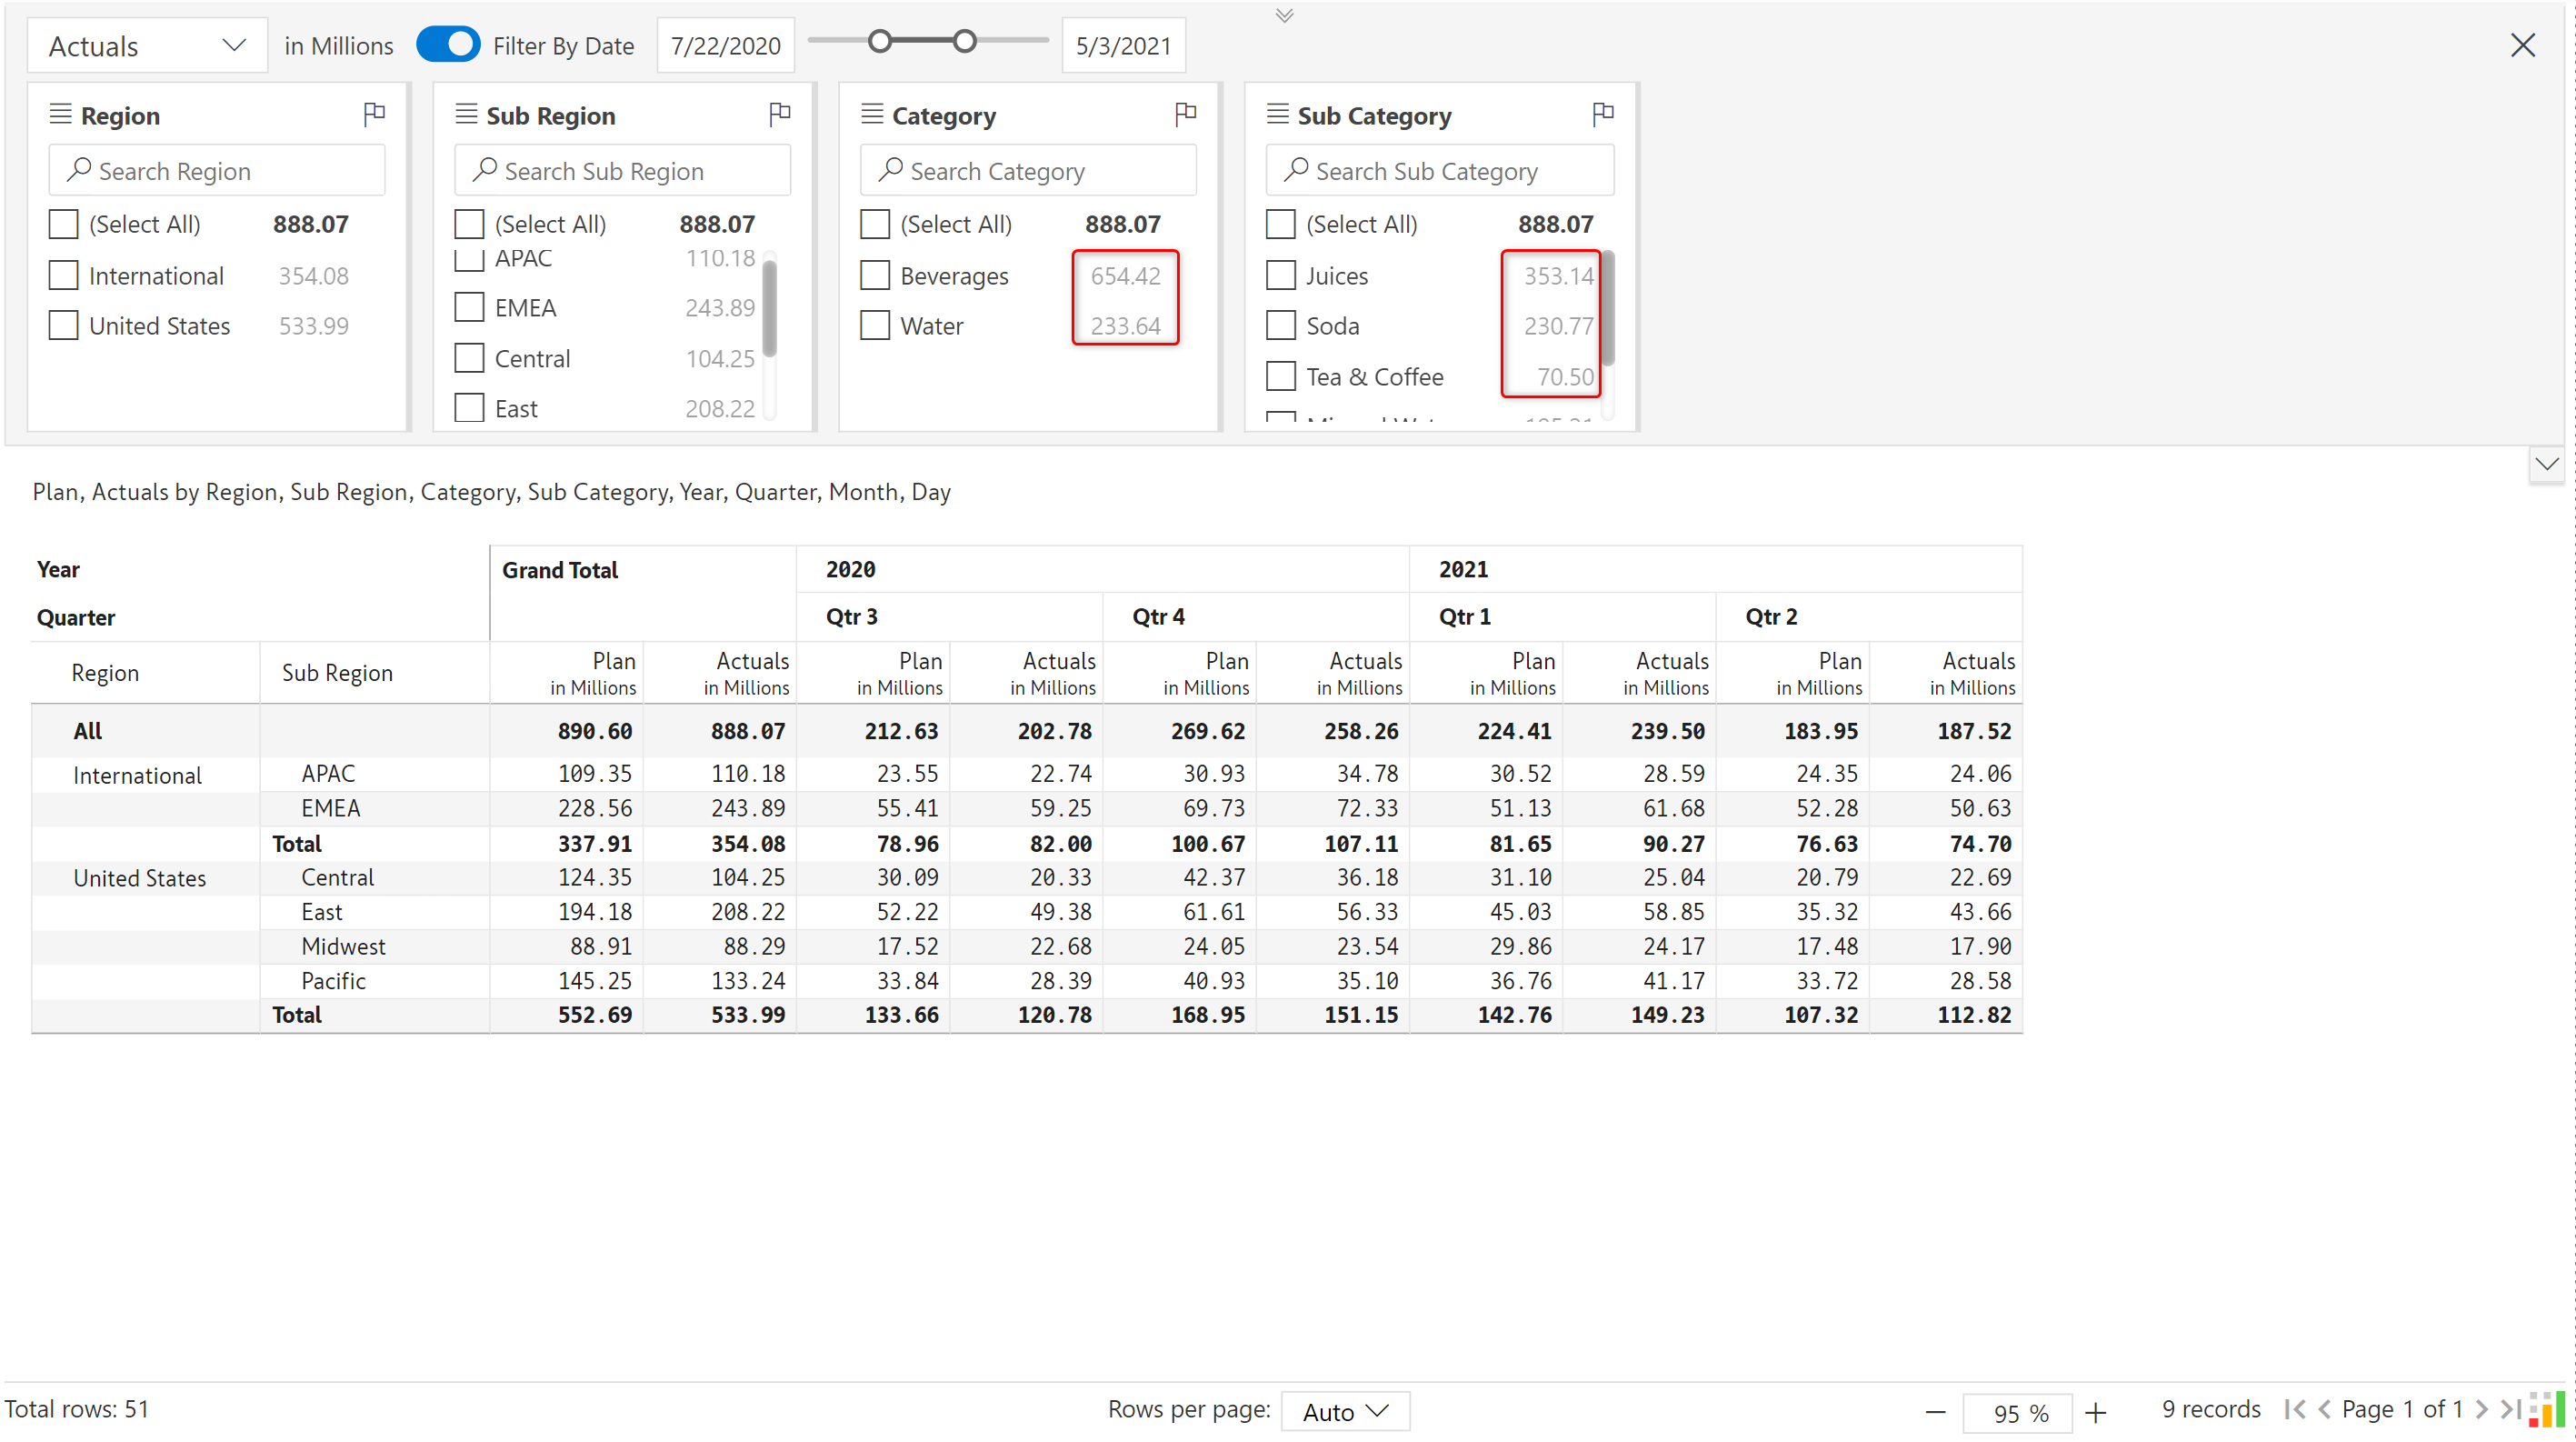 Actuals in Millions Filter By Date 7/22/2020 5/3/2021
Region
Search Region
(Select All) 888.07
International 354.08
United States 533.99
Sub Region
Search Sub Region
(Select All) 888.07
APAC 110.18
EMEA 243.89
Central 104.25
East 208.22
Category
Search Category
(Select All) 888.07
Beverages 654.42
Water 233.64
Sub Category
Search Sub Category
(Select All) 888.07
Juices 353.14
Soda 230.77
Tea & Coffee 70.50
Plan, Actuals by Region, Sub Region, Category, Sub Category, Year, Quarter, Month, Day
Year Grand Total 2020 2021
Quarter Qtr 3 Qtr 4 Qtr 1 Qtr 2
Region Sub Region Plan Actuals Plan Actuals Plan Actuals Plan Actuals Plan Actuals
in Millions in Millions in Millions in Millions in Millions in Millions in Millions in Millions in Millions in Millions
All 890.60 888.07 212.63 202.78 269.62 258.26 224.41 239.50 183.95 187.52
International APAC 109.35 110.18 23.55 22.74 30.93 34.78 30.52 28.59 24.35 24.06
EMEA 228.56 243.89 55.41 59.25 69.73 72.33 51.13 61.68 52.28 50.63
Total 337.91 354.08 78.96 82.00 100.67 107.11 81.65 90.27 76.63 74.70
United States Central 124.35 104.25 30.09 20.33 42.37 36.18 31.10 25.04 20.79 22.69
East 194.18 208.22 52.22 49.38 61.61 56.33 45.03 58.85 35.32 43.66
Midwest 88.91 88.29 17.52 22.68 24.05 23.54 29.86 24.17 17.48 17.90
Pacific 145.25 133.24 33.84 28.39 40.93 35.10 36.76 41.17 33.72 28.58
Total 552.69 533.99 133.66 120.78 168.95 151.15 142.76 149.23 107.32 112.82
Total rows: 51 Rows per page: Auto 95 % 9 records Page 1 of 1